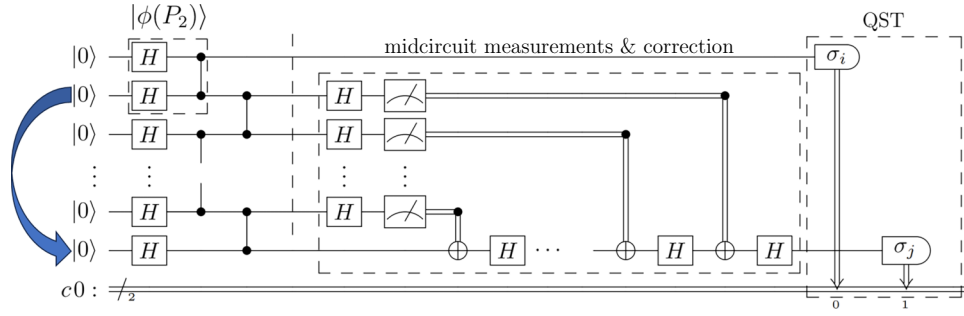 |ϕ(P₂)⟩ QST
|0⟩ H midcircuit measurements & correction σᵢ
|0⟩ H H
|0⟩ H H
⋮ ⋮ ⋮ ⋮
|0⟩ H H
|0⟩ H H ··· H H σⱼ
c0 : 2
0 1